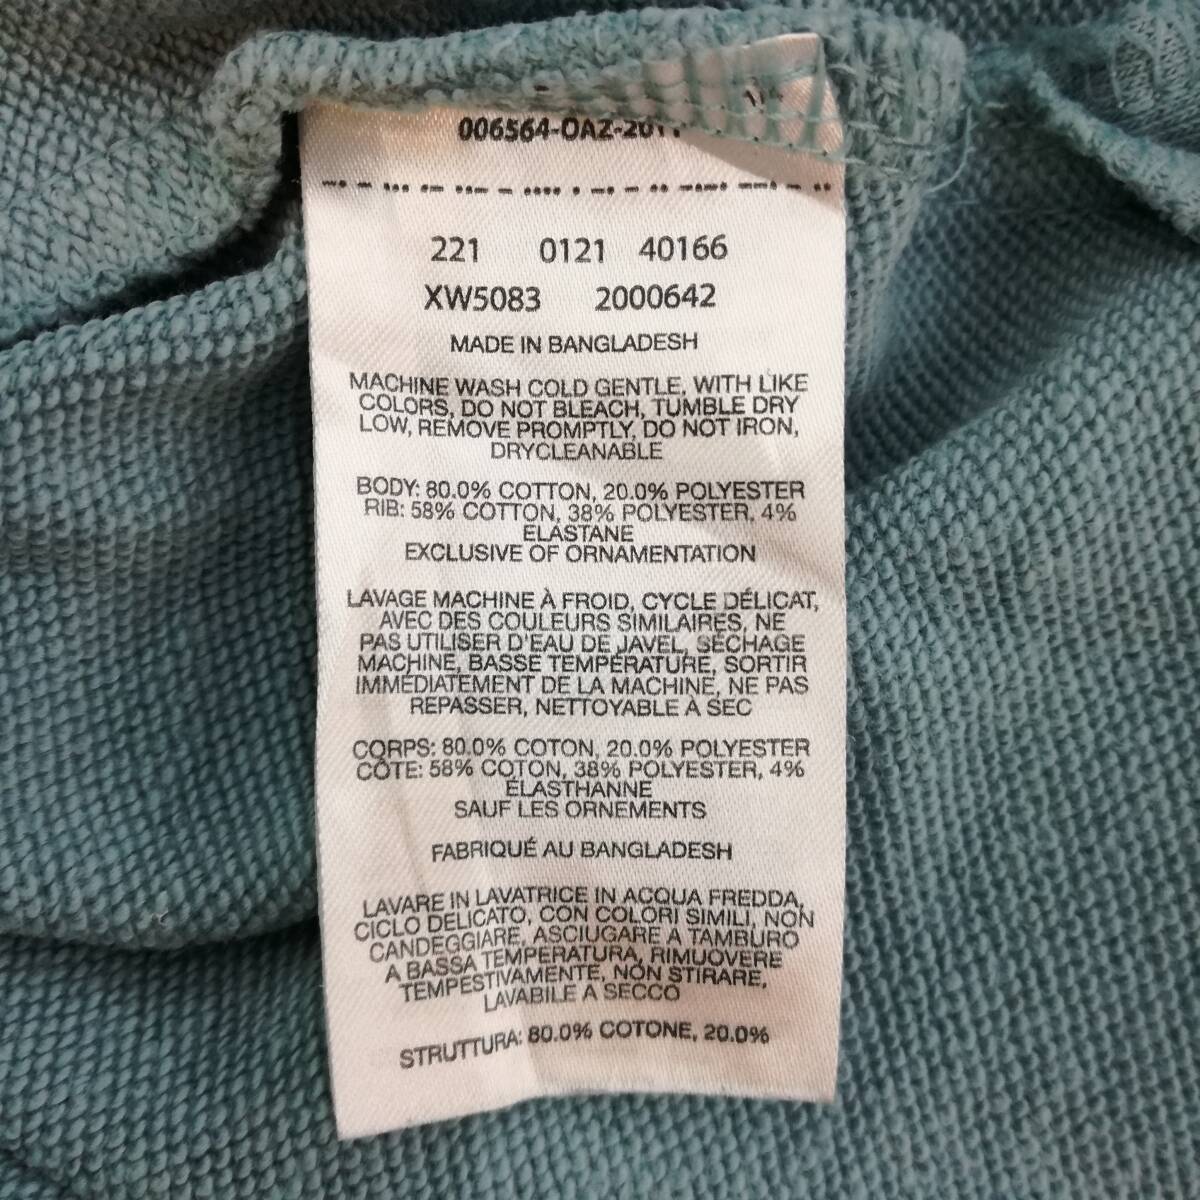 221 0121 40166
XW5083 2000642
MADE IN BANGLADESH
MACHINE WASH COLD GENTLE, WITH LIKE
COLORS, DO NOT BLEACH, TUMBLE DRY
LOW, REMOVE PROMPTLY, DO NOT IRON,
DRYCLEANABLE
BODY: 80.0% COTTON, 20.0% POLYESTER
RIB: 58% COTTON, 38% POLYESTER, 4%
ELASTANE
EXCLUSIVE OF ORNAMENTATION
LAVAGE MACHINE À FROID, CYCLE DÉLICAT,
AVEC DES COULEURS SIMILAIRES, NE
PAS UTILISER D'EAU DE JAVEL, SÉCHAGE
MACHINE, BASSE TEMPÉRATURE, SORTIR
IMMÉDIATEMENT DE LA MACHINE, NE PAS
REPASSER, NETTOYABLE À SEC
CORPS: 80.0% COTON, 20.0% POLYESTER
CÔTE: 58% COTON, 38% POLYESTER, 4%
ÉLASTHANNE
SAUF LES ORNEMENTS
FABRIQUÉ AU BANGLADESH
LAVARE IN LAVATRICE IN ACQUA FREDDA,
CICLO DELICATO, CON COLORI SIMILI, NON
CANDEGGIARE, ASCIUGARE A TAMBURO
A BASSA TEMPERATURA, RIMUOVERE
TEMPESTIVAMENTE, NON STIRARE,
LAVABILE A SECCO
STRUTTURA: 80.0% COTONE, 20.0%